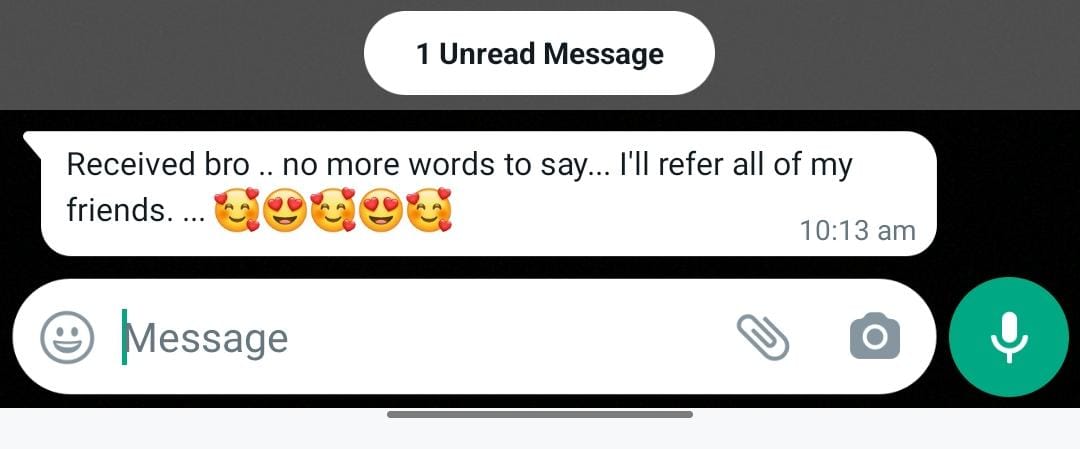 1 Unread Message
Received bro .. no more words to say... I'll refer all of my
friends. ... 🥰😍🥰😍🥰
10:13 am
Message